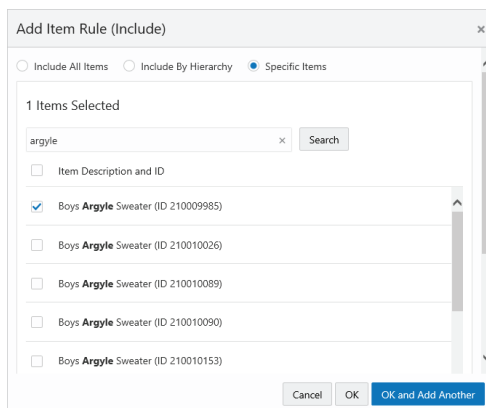 Add Item Rule (Include)
Include All Items Include By Hierarchy Specific Items
1 Items Selected
argyle × Search
Item Description and ID
Boys Argyle Sweater (ID 210009985)
Boys Argyle Sweater (ID 210010026)
Boys Argyle Sweater (ID 210010089)
Boys Argyle Sweater (ID 210010090)
Boys Argyle Sweater (ID 210010153)
Cancel OK OK and Add Another